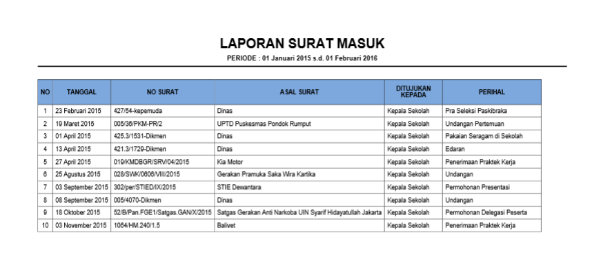 LAPORAN SURAT MASUK
PERIODE : 01 Januari 2015 s.d. 01 Februari 2016
NO TANGGAL NO SURAT ASAL SURAT DITUJUKAN KEPADA PERIHAL
1 23 Februari 2015 427/54-kepemuda Dinas Kepala Sekolah Pra Seleksi Paskibraka
2 19 Maret 2015 005/36/PKM-PR/2 UPTD Puskesmas Pondok Rumput Kepala Sekolah Undangan Pertemuan
3 01 April 2015 425.3/1531-Dikmen Dinas Kepala Sekolah Pakaian Seragam di Sekolah
4 13 April 2015 421.3/1729-Dikmen Dinas Kepala Sekolah Edaran
5 27 April 2015 019/KMDBGR/SRV/04/2015 Kia Motor Kepala Sekolah Penerimaan Praktek Kerja
6 25 Agustus 2015 028/SWK/0606/VIII/2015 Gerakan Pramuka Saka Wira Kartika Kepala Sekolah Undangan
7 03 September 2015 302/per/STIED/IX/2015 STIE Dewantara Kepala Sekolah Permohonan Presentasi
8 08 September 2015 005/4070-Dikmen Dinas Kepala Sekolah Undangan
9 18 Oktober 2015 52/B/Pan.FGE1/Satgas.GAN/X/2015 Satgas Gerakan Anti Narkoba UIN Syarif Hidayatullah Jakarta Kepala Sekolah Permohonan Delegasi Peserta
10 03 November 2015 1064/HM.240/1.5 Balivet Kepala Sekolah Penerimaan Praktek Kerja